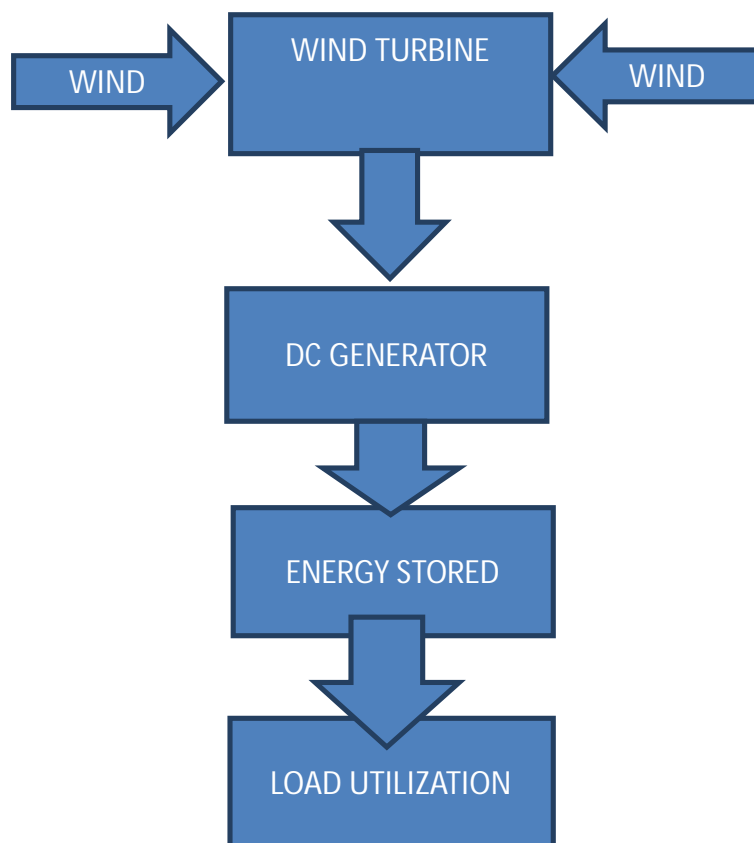 WIND TURBINE
WIND
WIND
DC GENERATOR
ENERGY STORED
LOAD UTILIZATION